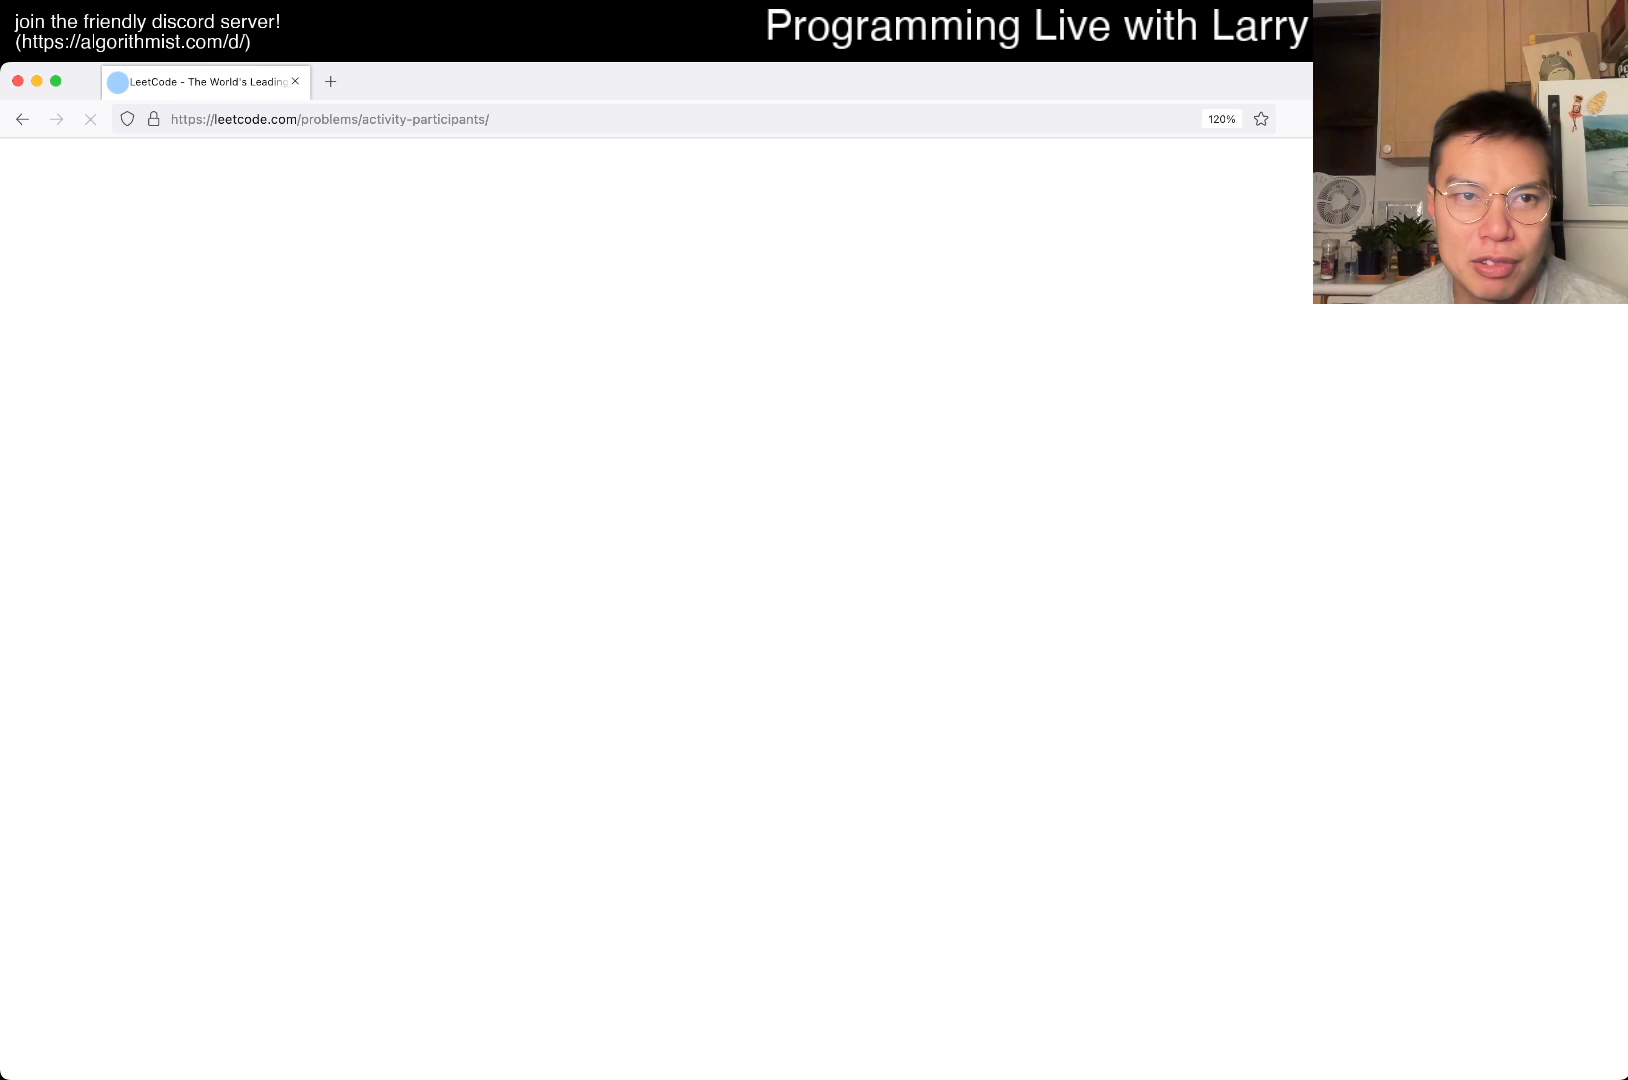 join the friendly discord server!
(https://algorithmist.com/d/)
Programming Live with Larry
LeetCode - The World's Leading
https://leetcode.com/problems/activity-participants/
120%